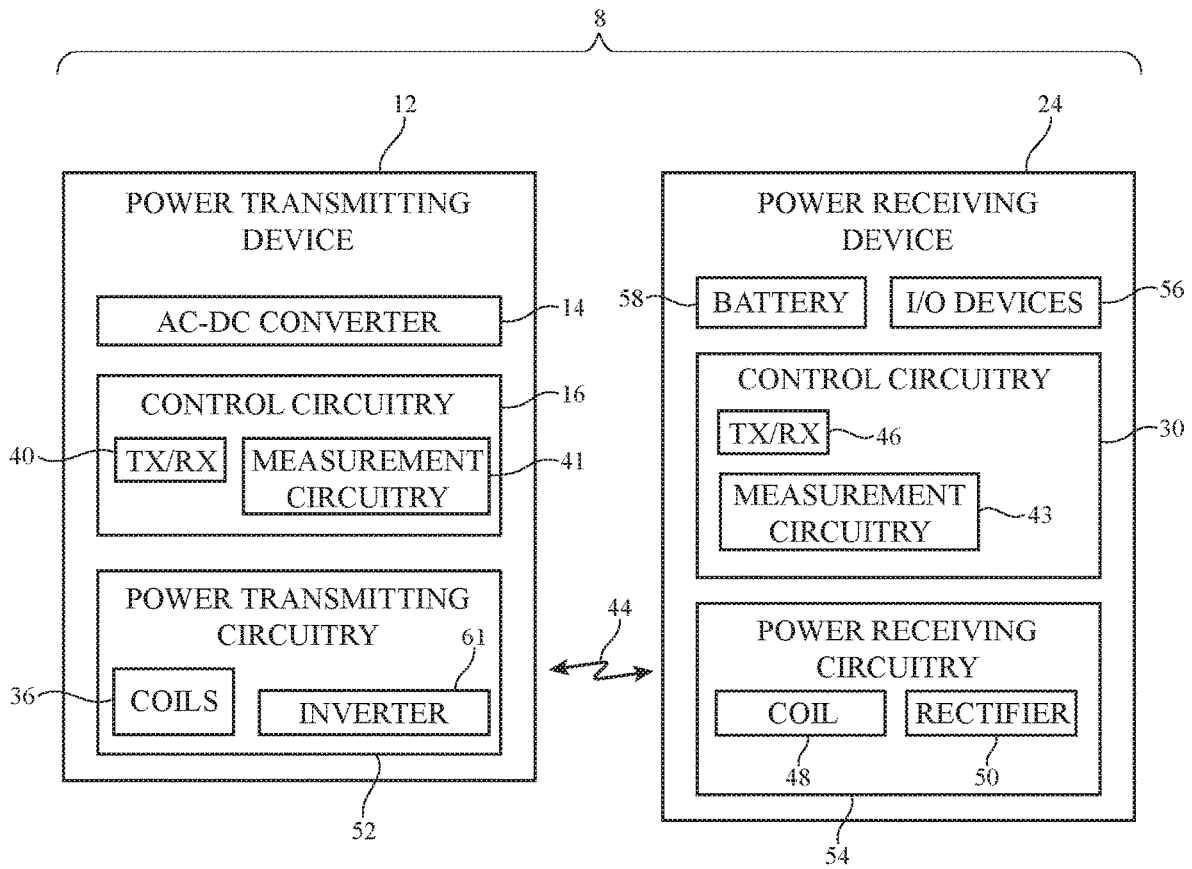 8
12
24
POWER TRANSMITTING
DEVICE
AC-DC CONVERTER
14
CONTROL CIRCUITRY
16
40
TX/RX
MEASUREMENT
CIRCUITRY
41
POWER TRANSMITTING
CIRCUITRY
61
36
COILS
INVERTER
52
44
POWER RECEIVING
DEVICE
58
BATTERY
I/O DEVICES
56
CONTROL CIRCUITRY
TX/RX
46
30
MEASUREMENT
CIRCUITRY
43
POWER RECEIVING
CIRCUITRY
COIL
RECTIFIER
48
50
54